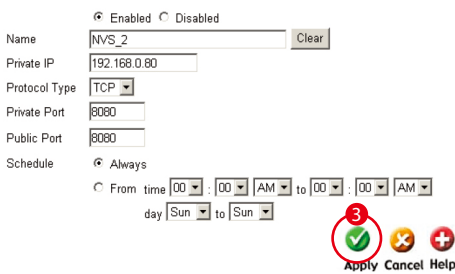 Enabled Disabled
Name NVS_2 Clear
Private IP 192.168.0.80
Protocol Type TCP
Private Port 8080
Public Port 8080
Schedule Always
From time 00 : 00 AM to 00 : 00 AM
day Sun to Sun
3
Apply Cancel Help